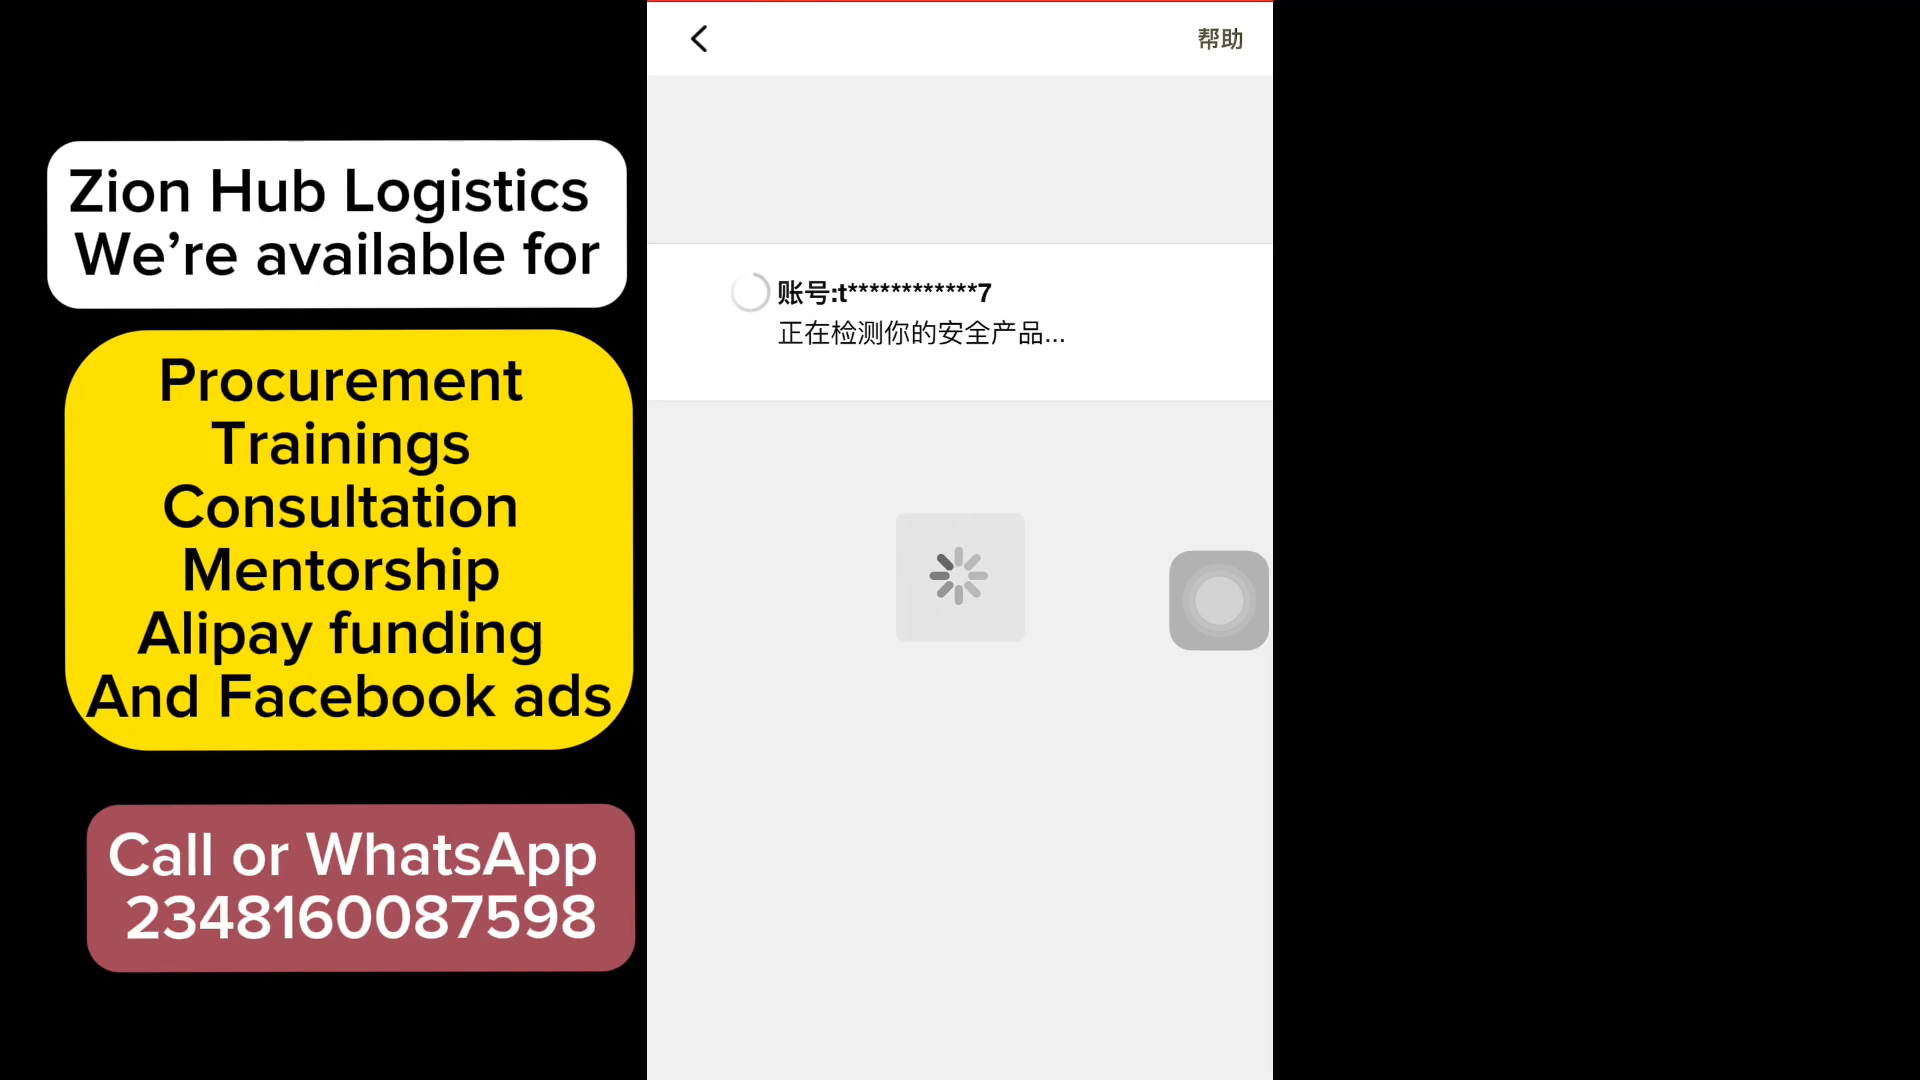 Zion Hub Logistics
We’re available for
Procurement
Trainings
Consultation
Mentorship
Alipay funding
And Facebook ads
Call or WhatsApp
2348160087598
帮助
账号:t************7
正在检测你的安全产品...